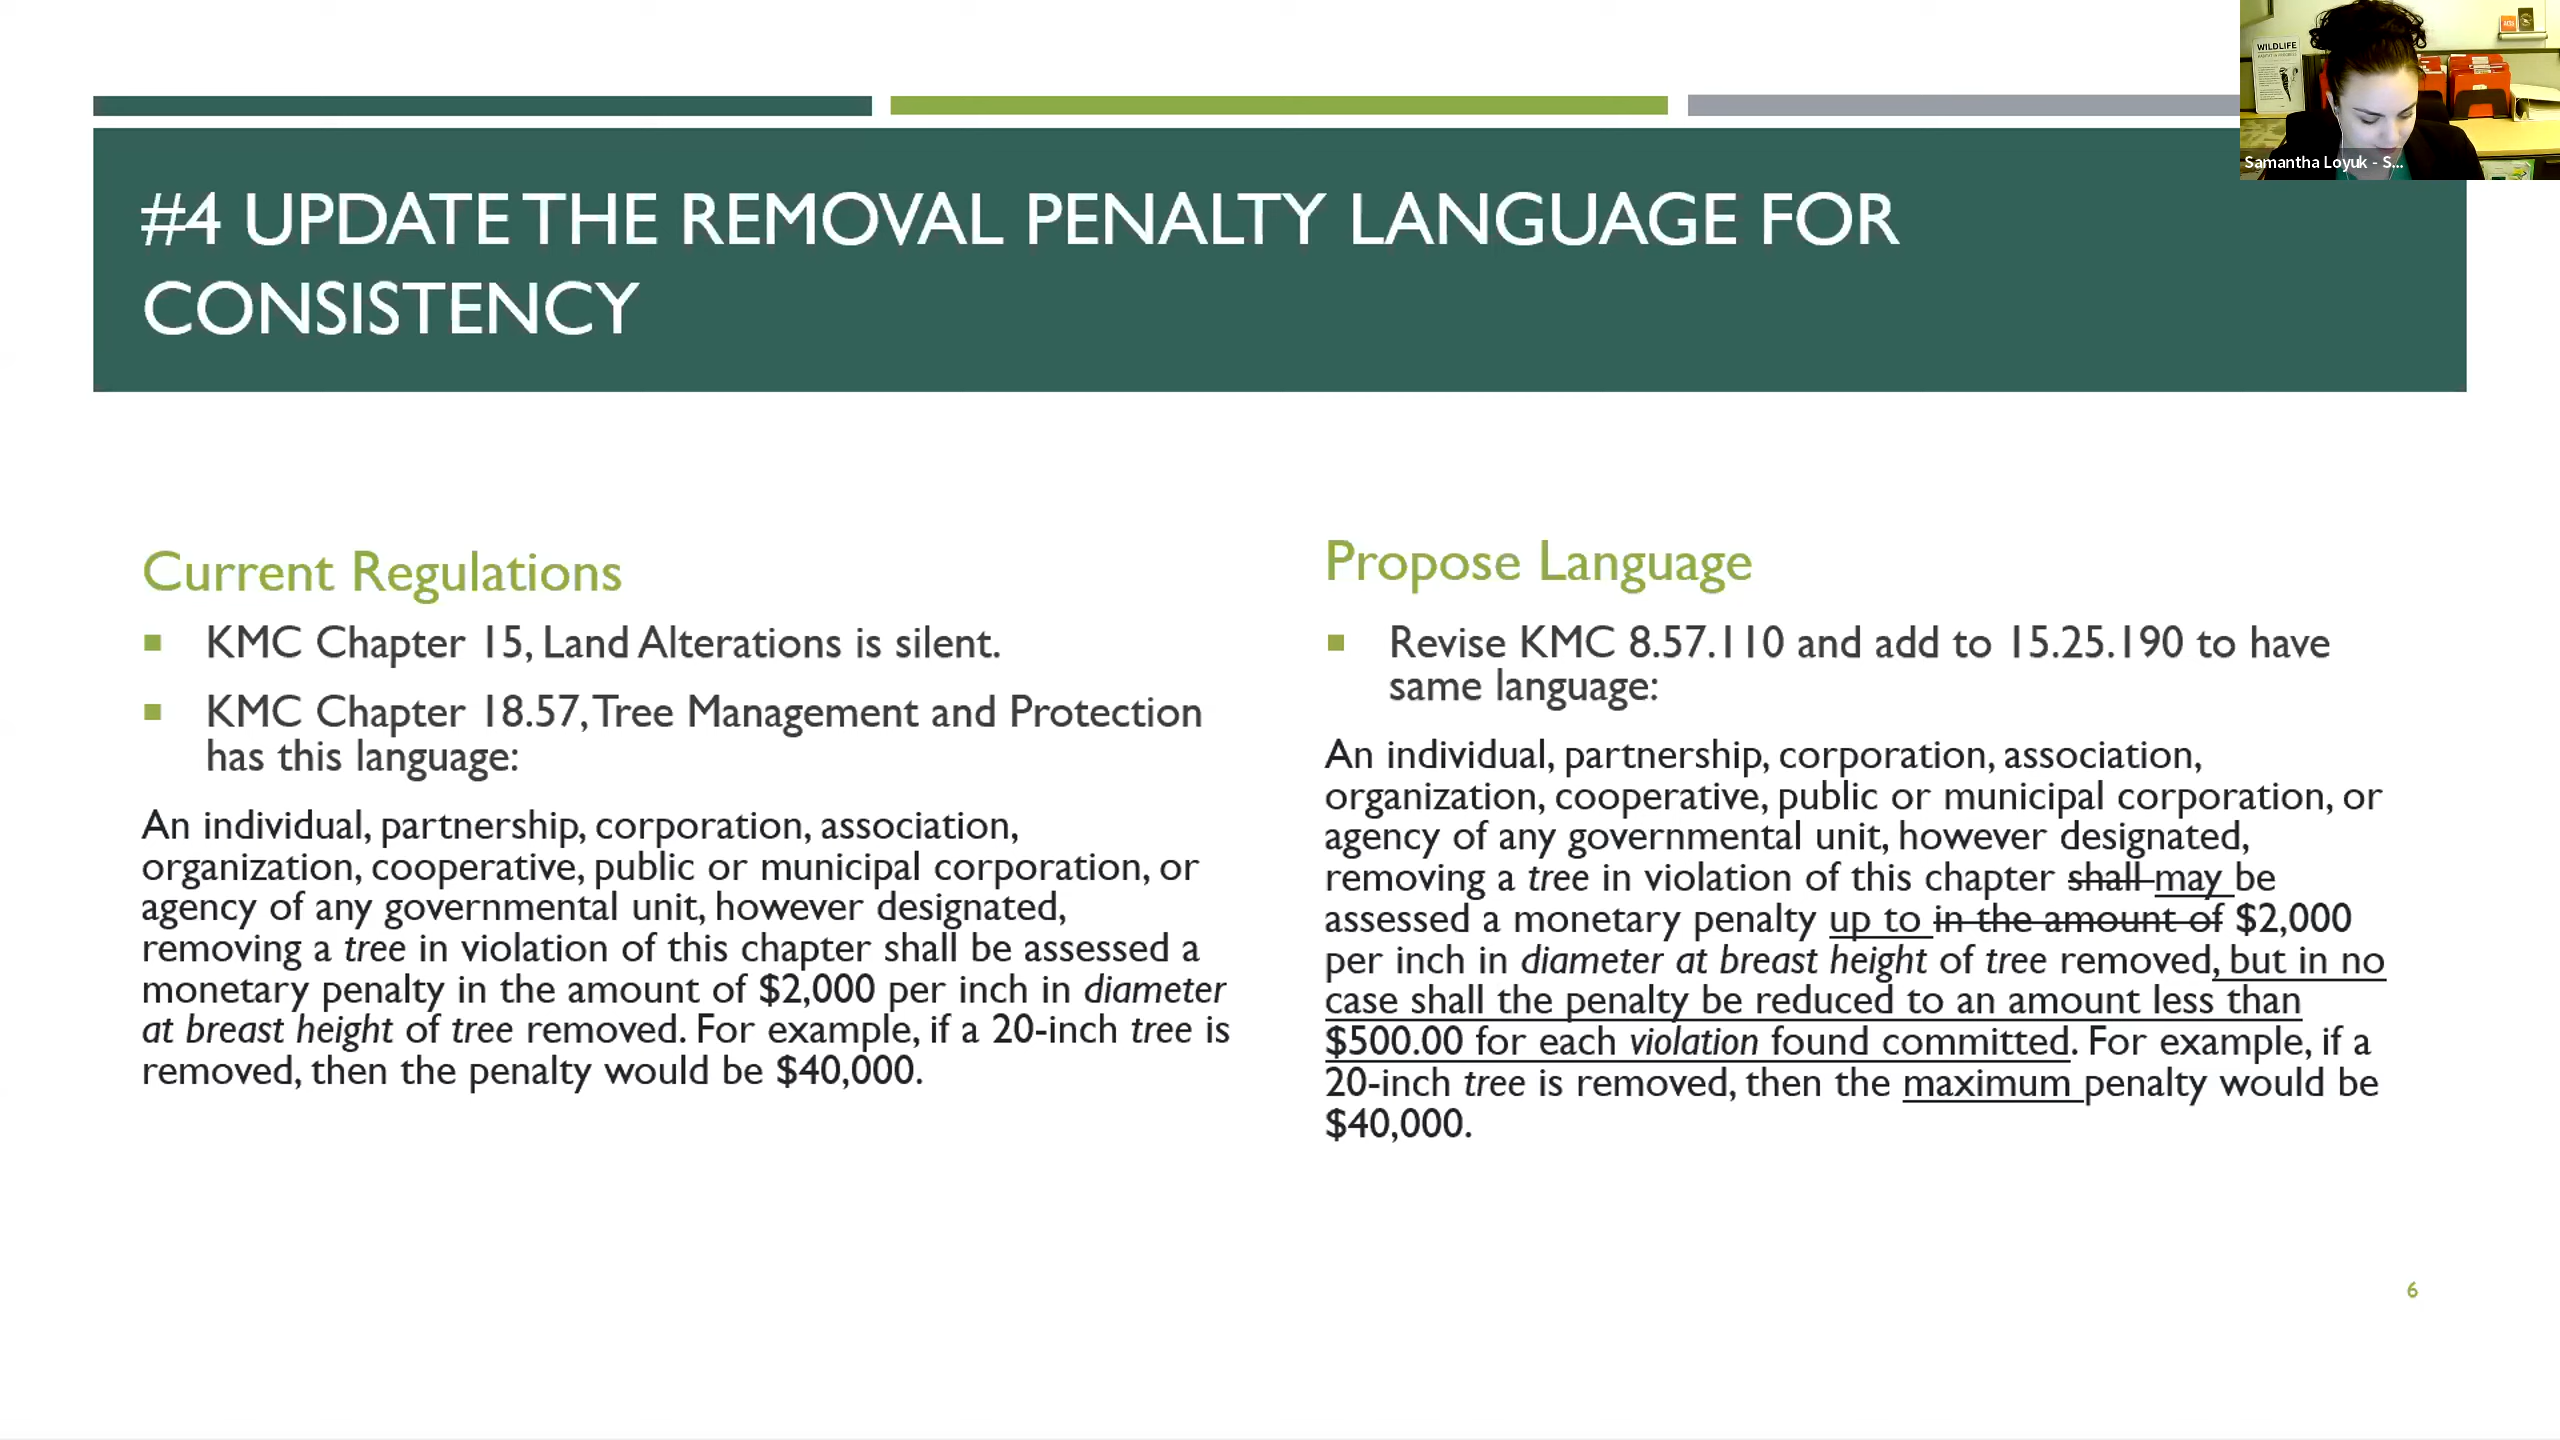 WILDLIFE
Samantha Loyuk - S...
#4 UPDATE THE REMOVAL PENALTY LANGUAGE FOR
CONSISTENCY
Current Regulations
KMC Chapter 15, Land Alterations is silent.
KMC Chapter 18.57, Tree Management and Protection
has this language:
An individual, partnership, corporation, association,
organization, cooperative, public or municipal corporation, or
agency of any governmental unit, however designated,
removing a tree in violation of this chapter shall be assessed a
monetary penalty in the amount of $2,000 per inch in diameter
at breast height of tree removed. For example, if a 20-inch tree is
removed, then the penalty would be $40,000.
Propose Language
Revise KMC 8.57.110 and add to 15.25.190 to have
same language:
An individual, partnership, corporation, association,
organization, cooperative, public or municipal corporation, or
agency of any governmental unit, however designated,
removing a tree in violation of this chapter shall may be
assessed a monetary penalty up to in the amount of $2,000
per inch in diameter at breast height of tree removed, but in no
case shall the penalty be reduced to an amount less than
$500.00 for each violation found committed. For example, if a
20-inch tree is removed, then the maximum penalty would be
$40,000.
6